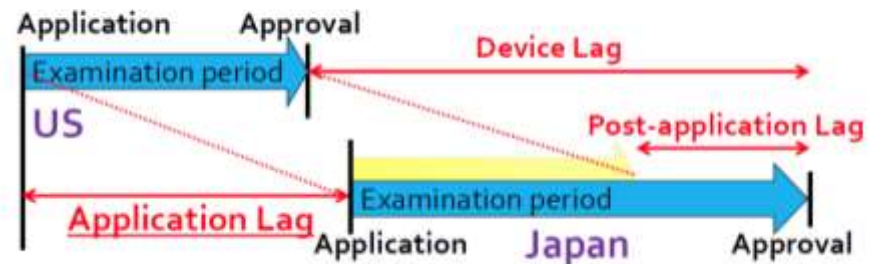 Application Approval
Device Lag
Examination period
US
Post-application Lag
Application Lag
Examination period
Application Japan Approval